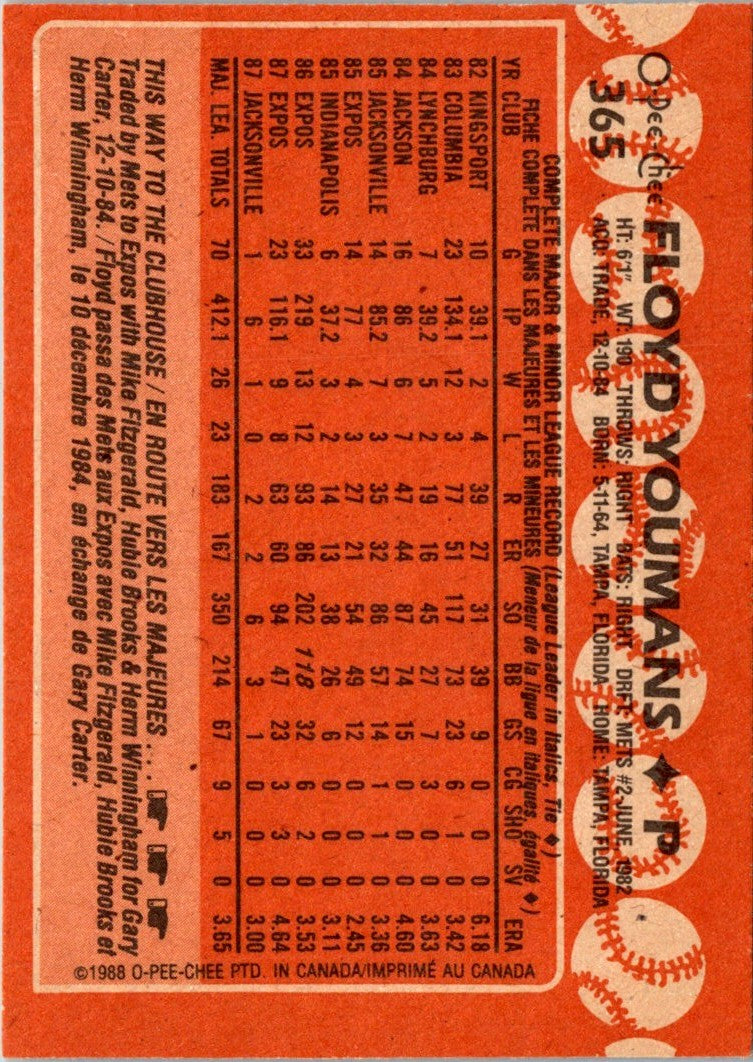 O-Pee-Chee
365
FLOYD YOUMANS ♦ P
HT: 6'1" WT: 190 THROWS: RIGHT BATS: RIGHT DRFT: METS #2-JUNE, 1982
ACQ: TRADE, 12-10-84 BORN: 5-11-64, TAMPA, FLORIDA HOME: TAMPA, FLORIDA
COMPLETE MAJOR & MINOR LEAGUE RECORD (League Leader in Italics, Tie ♦)
FICHE COMPLÈTE DANS LES MAJEURES ET LES MINEURES (Meneur de la ligue en italiques, égalité ♦)
YR CLUB G IP W L R ER SO BB GS CG SHO SV ERA
82 KINGSPORT 10 39.1 2 4 39 27 31 39 9 0 0 0 6.18
83 COLUMBIA 23 134.1 12 3 77 51 117 73 23 6 1 0 3.42
84 LYNCHBURG 7 39.2 5 2 19 16 45 27 7 3 0 0 3.63
84 JACKSON 16 86 6 7 47 44 87 74 15 0 0 0 4.60
85 JACKSONVILLE 14 85.2 7 3 35 32 86 57 14 1 1 0 3.36
85 EXPOS 14 77 4 3 27 21 54 49 12 0 0 0 2.45
85 INDIANAPOLIS 6 37.2 2 1 14 13 38 26 6 0 0 0 3.11
86 EXPOS 33 219 13 12 93 86 202 118 32 6 2 0 3.53
87 EXPOS 23 116.1 9 8 63 60 94 47 23 3 3 0 4.64
87 JACKSONVILLE 1 6 1 0 2 2 6 3 1 0 0 0 3.00
MAJ. LEA. TOTALS 70 412.1 26 23 183 167 350 214 67 9 5 0 3.65
THIS WAY TO THE CLUBHOUSE / EN ROUTE VERS LES MAJEURES . . .
Traded by Mets to Expos with Mike Fitzgerald, Hubie Brooks & Herm Winningham for Gary
Carter, 12-10-84. / Floyd passa des Mets aux Expos avec Mike Fitzgerald, Hubie Brooks et
Herm Winningham, le 10 décembre 1984, en échange de Gary Carter.
©1988 O-PEE-CHEE PTD. IN CANADA/IMPRIMÉ AU CANADA